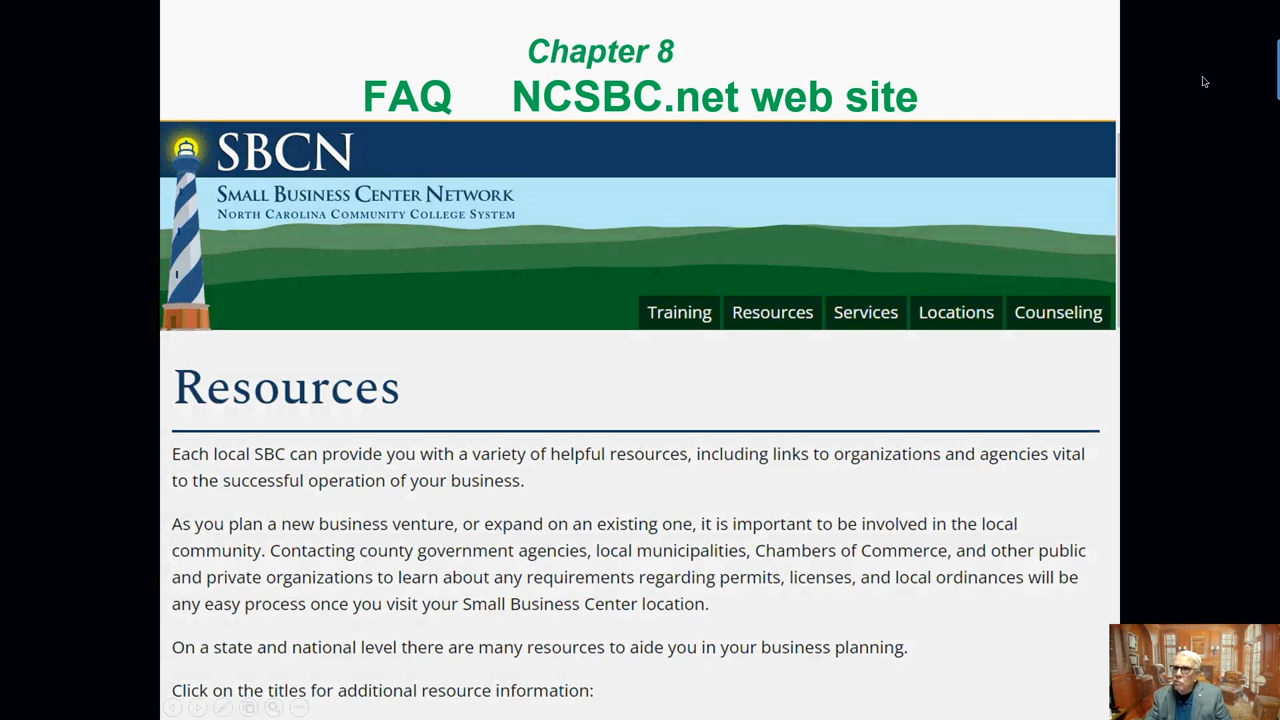 Chapter 8
FAQ NCSBC.net web site
SBCN
Small Business Center Network
North Carolina Community College System
Training Resources Services Locations Counseling
Resources
Each local SBC can provide you with a variety of helpful resources, including links to organizations and agencies vital
to the successful operation of your business.
As you plan a new business venture, or expand on an existing one, it is important to be involved in the local
community. Contacting county government agencies, local municipalities, Chambers of Commerce, and other public
and private organizations to learn about any requirements regarding permits, licenses, and local ordinances will be
any easy process once you visit your Small Business Center location.
On a state and national level there are many resources to aide you in your business planning.
Click on the titles for additional resource information: